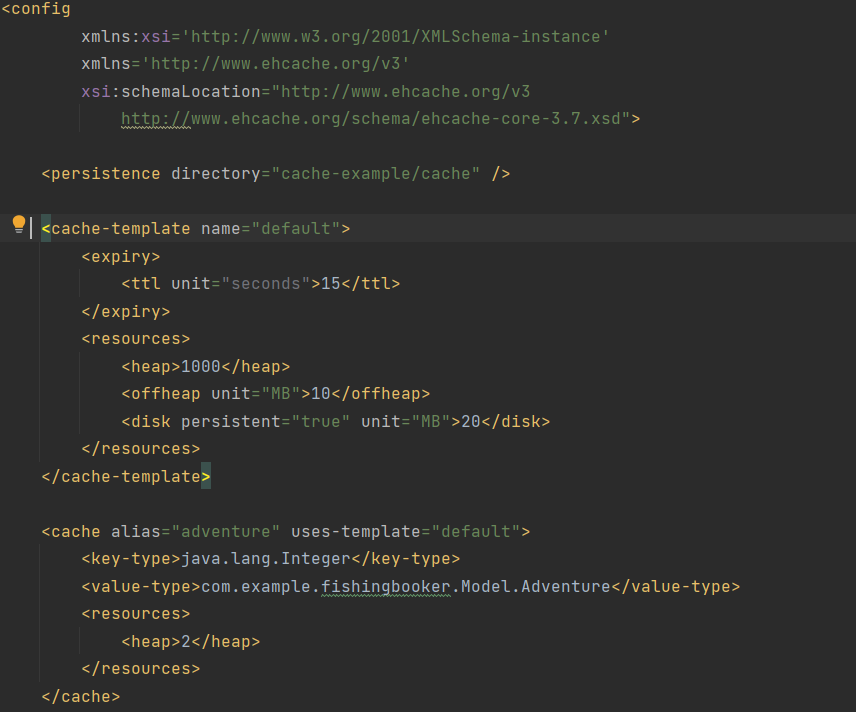 <config
xmlns:xsi='http://www.w3.org/2001/XMLSchema-instance'
xmlns='http://www.ehcache.org/v3'
xsi:schemaLocation="http://www.ehcache.org/v3
http://www.ehcache.org/schema/ehcache-core-3.7.xsd">
<persistence directory="cache-example/cache" />
<cache-template name="default">
<expiry>
<ttl unit="seconds">15</ttl>
</expiry>
<resources>
<heap>1000</heap>
<offheap unit="MB">10</offheap>
<disk persistent="true" unit="MB">20</disk>
</resources>
</cache-template>
<cache alias="adventure" uses-template="default">
<key-type>java.lang.Integer</key-type>
<value-type>com.example.fishingbooker.Model.Adventure</value-type>
<resources>
<heap>2</heap>
</resources>
</cache>